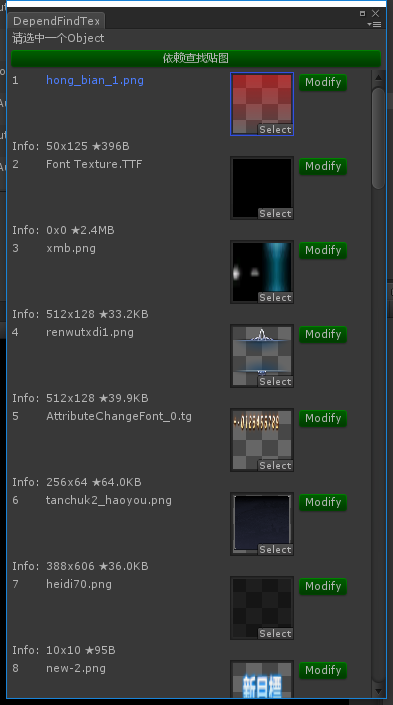 DependFindTex
请选中一个Object
依赖查找贴图
1 hong_bian_1.png Modify
Select
Info: 50x125 ★396B
2 Font Texture.TTF Modify
Select
Info: 0x0 ★2.4MB
3 xmb.png Modify
Select
Info: 512x128 ★33.2KB
4 renwutxdi1.png Modify
Select
Info: 512x128 ★39.9KB
5 AttributeChangeFont_0.tg Modify
Select
Info: 256x64 ★64.0KB
6 tanchuk2_haoyou.png Modify
Select
Info: 388x606 ★36.0KB
7 heidi70.png Modify
Select
Info: 10x10 ★95B
8 new-2.png Modify
新目標